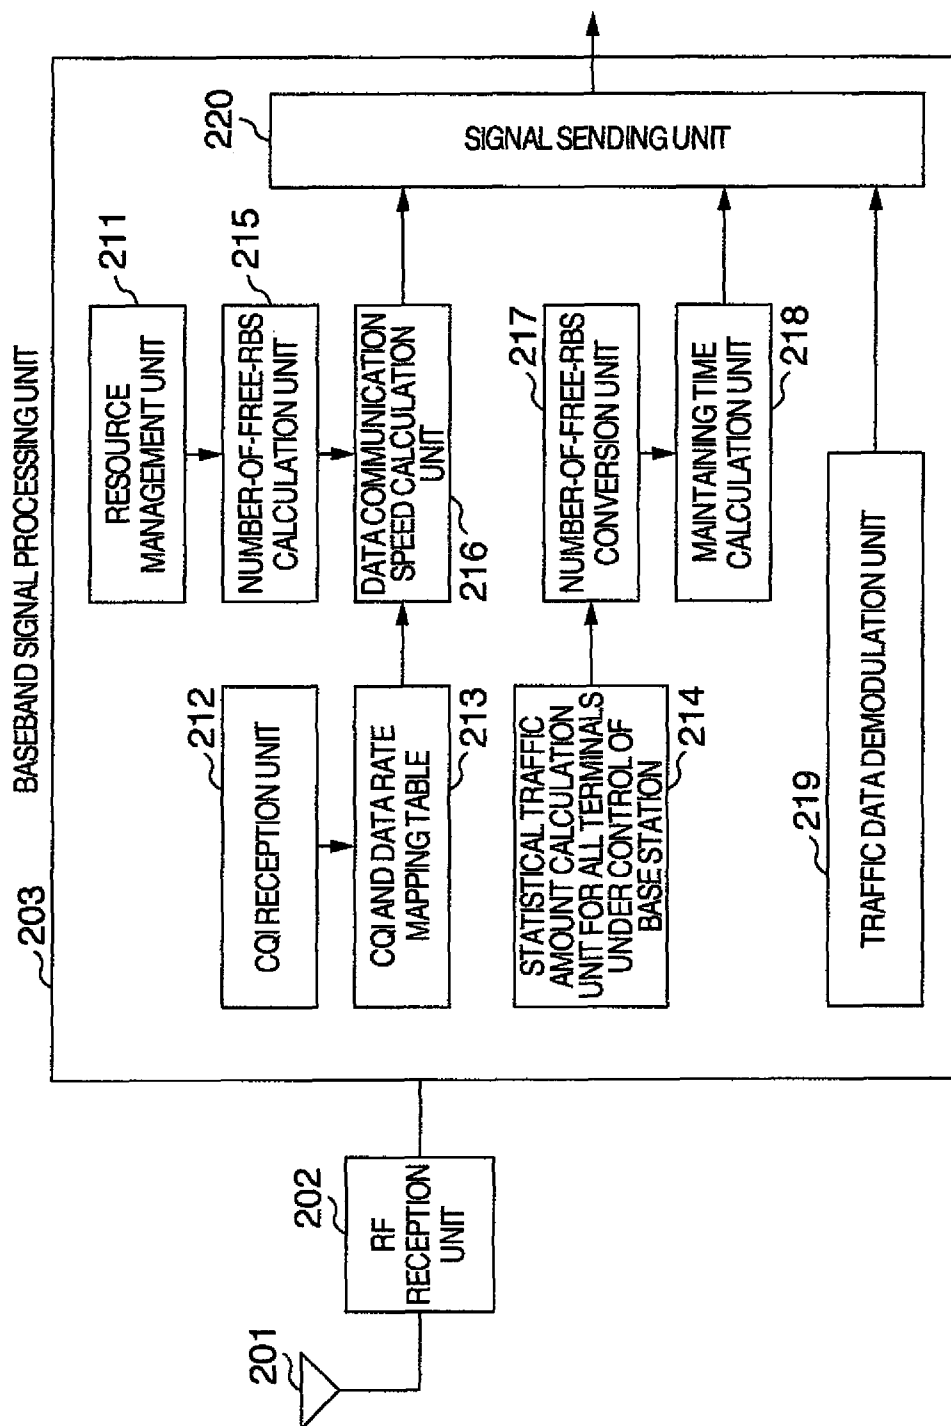 BASEBAND SIGNAL PROCESSING UNIT
203
201
202
RF
RECEPTION
UNIT
211
RESOURCE
MANAGEMENT UNIT
212
CQI RECEPTION UNIT
215
NUMBER-OF-FREE-RBS
CALCULATION UNIT
213
CQI AND DATA RATE
MAPPING TABLE
216
DATA COMMUNICATION
SPEED CALCULATION
UNIT
214
STATISTICAL TRAFFIC
AMOUNT CALCULATION
UNIT FOR ALL TERMINALS
UNDER CONTROL OF
BASE STATION
217
NUMBER-OF-FREE-RBS
CONVERSION UNIT
218
MAINTAINING TIME
CALCULATION UNIT
219
TRAFFIC DATA DEMODULATION UNIT
220
SIGNAL SENDING UNIT